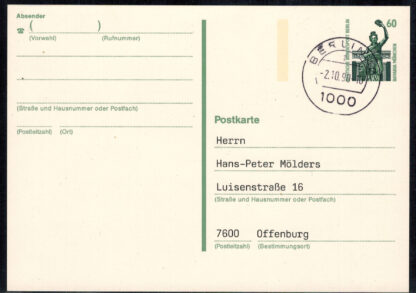 Absender
☎ ( )
(Vorwahl) (Rufnummer)
(Straße und Hausnummer oder Postfach)
(Postleitzahl) (Ort)
60
BERLIN
-2.10.90-10
1000
Postkarte
Herrn
Hans-Peter Mölders
Luisenstraße 16
(Straße und Hausnummer oder Postfach)
7600 Offenburg
(Postleitzahl) (Bestimmungsort)